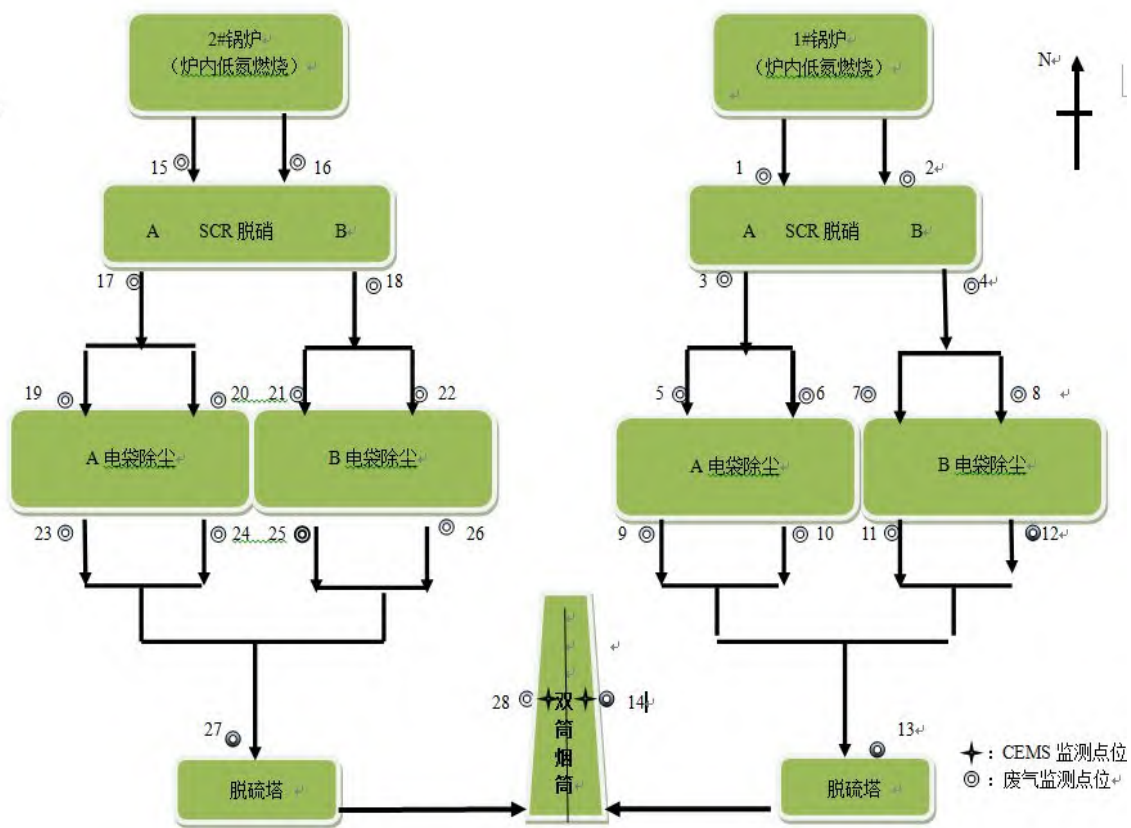 2#锅炉
（炉内低氮燃烧）
1#锅炉
（炉内低氮燃烧）
N
15
16
1
2
A SCR 脱硝 B
A SCR 脱硝 B
17
18
3
4
19
20
21
22
5
6
7
8
A 电袋除尘
B 电袋除尘
A 电袋除尘
B 电袋除尘
23
24
25
26
9
10
11
12
28
双筒烟筒
14
27
13
脱硫塔
脱硫塔
：CEMS 监测点位
：废气监测点位